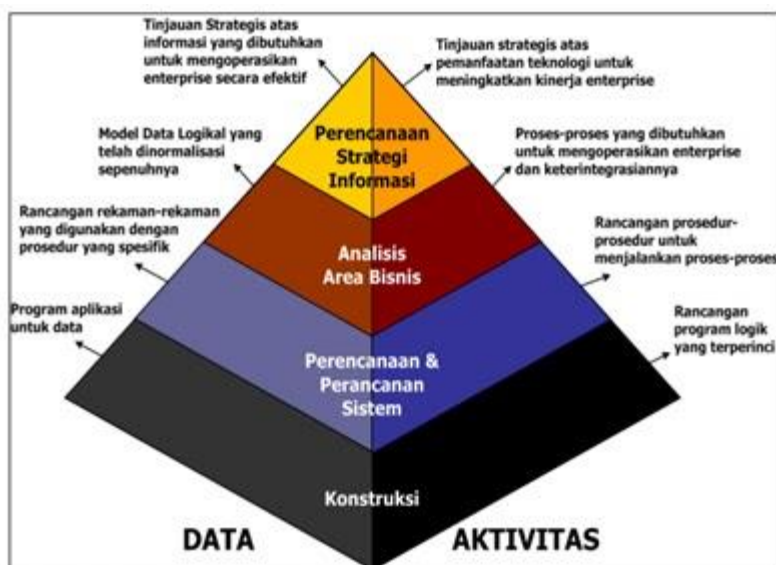 Tinjauan Strategis atas
informasi yang dibutuhkan
untuk mengoperasikan
enterprise secara efektif
Tinjauan strategis atas
pemanfaatan teknologi untuk
meningkatkan kinerja enterprise
Model Data Logikal yang
telah dinormalisasi
sepenuhnya
Perencanaan
Strategi
Informasi
Proses-proses yang dibutuhkan
untuk mengoperasikan enterprise
dan keterintegrasiannya
Rancangan rekaman-rekaman
yang digunakan dengan
prosedur yang spesifik
Analisis
Area Bisnis
Rancangan prosedur-
prosedur untuk
menjalankan proses-proses
Program aplikasi
untuk data
Perencanaan &
Perancanan
Sistem
Rancangan
program logik
yang terperinci
Konstruksi
DATA
AKTIVITAS